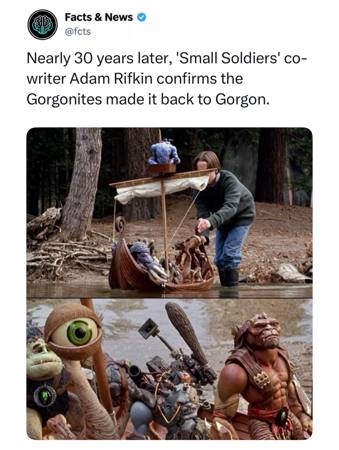 Facts & News
@fcts
Nearly 30 years later, 'Small Soldiers' co-
writer Adam Rifkin confirms the
Gorgonites made it back to Gorgon.